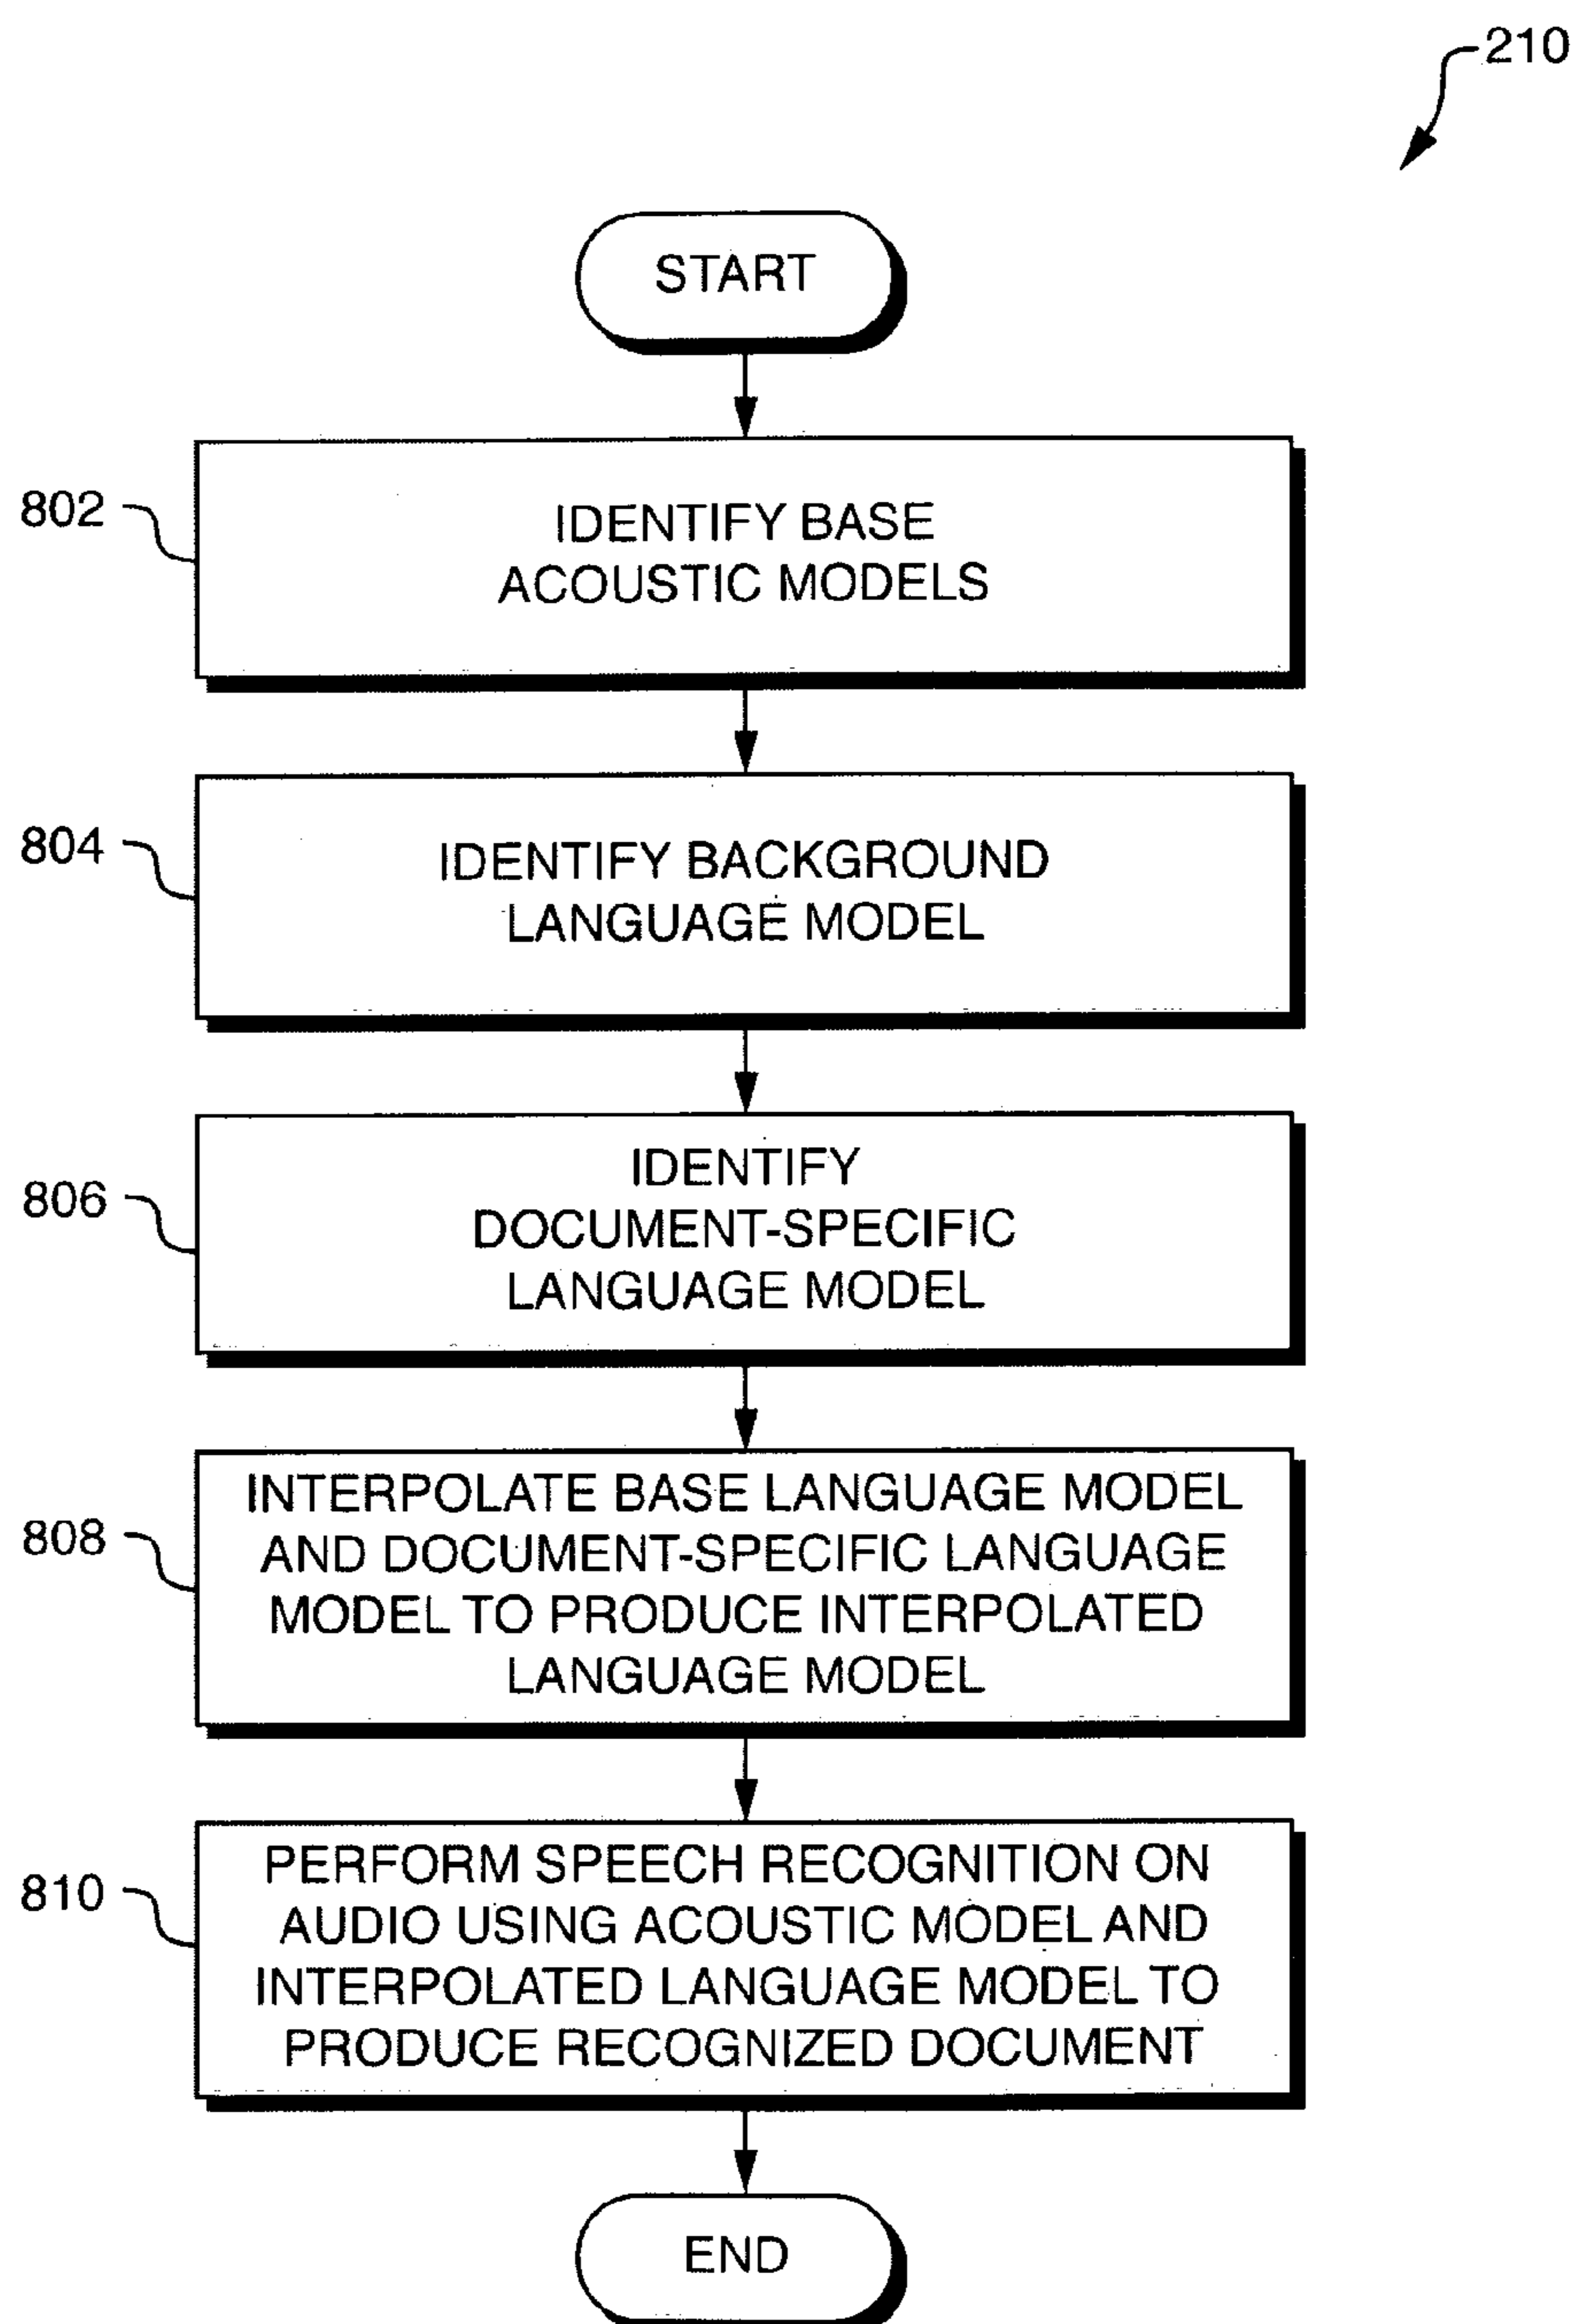 210
START
802
IDENTIFY BASE
ACOUSTIC MODELS
804
IDENTIFY BACKGROUND
LANGUAGE MODEL
806
IDENTIFY
DOCUMENT-SPECIFIC
LANGUAGE MODEL
808
INTERPOLATE BASE LANGUAGE MODEL
AND DOCUMENT-SPECIFIC LANGUAGE
MODEL TO PRODUCE INTERPOLATED
LANGUAGE MODEL
810
PERFORM SPEECH RECOGNITION ON
AUDIO USING ACOUSTIC MODEL AND
INTERPOLATED LANGUAGE MODEL TO
PRODUCE RECOGNIZED DOCUMENT
END